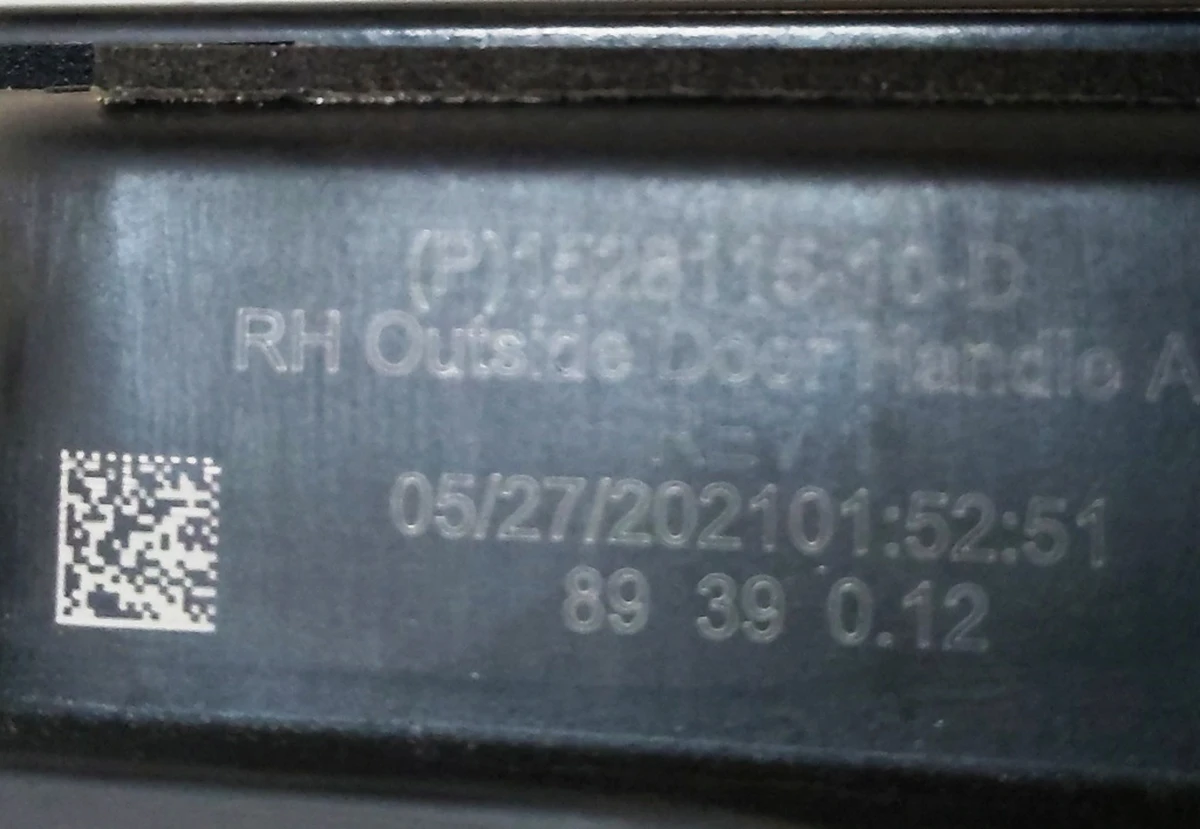 (P)1528115-10-D
RH Outside Door Handle A
05/27/202101:52:51
89 39 0.12